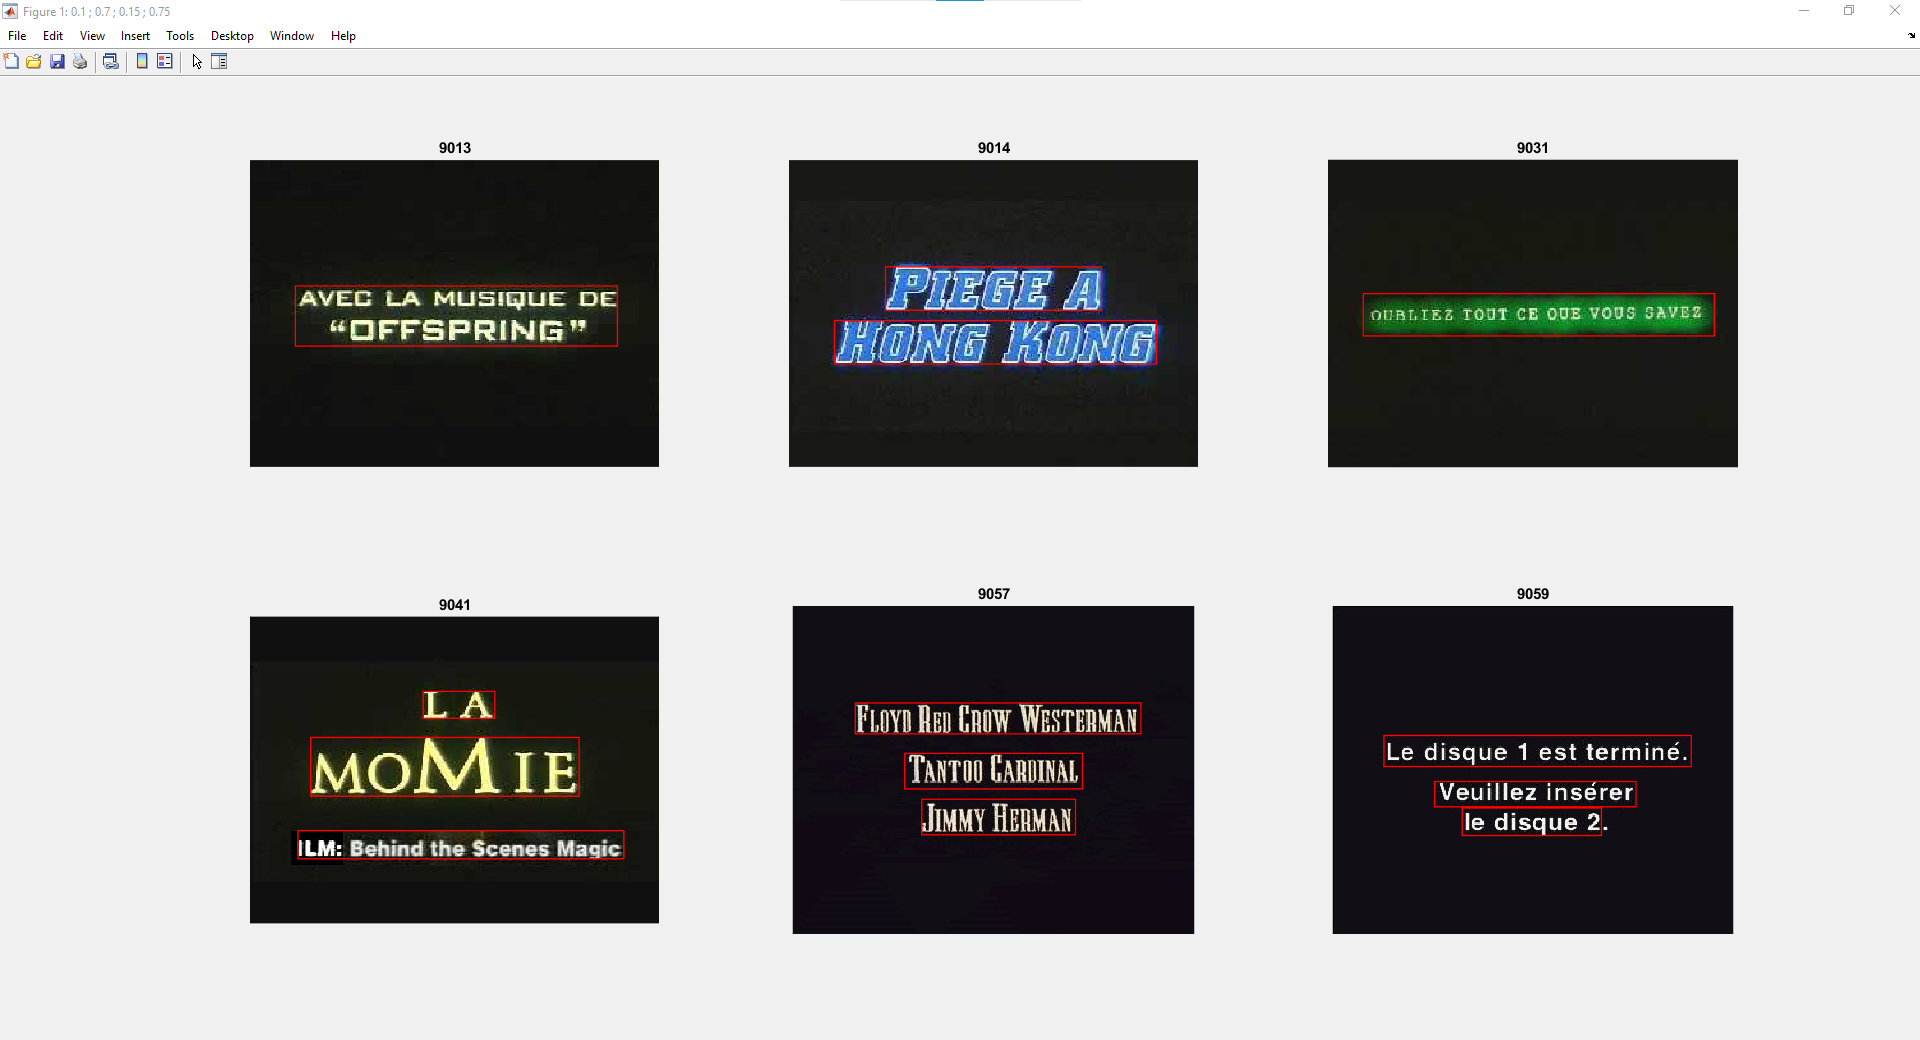 Figure 1: 0.1 ; 0.7 ; 0.15 ; 0.75
File Edit View Insert Tools Desktop Window Help
9013
AVEC LA MUSIQUE DE
“OFFSPRING”
9014
PIEGE A
HONG KONG
9031
OUBLIEZ TOUT CE QUE VOUS SAVEZ
9041
LA
MOMIE
ILM: Behind the Scenes Magic
9057
FLOYD RED CROW WESTERMAN
TANTOO CARDINAL
JIMMY HERMAN
9059
Le disque 1 est terminé.
Veuillez insérer
le disque 2.